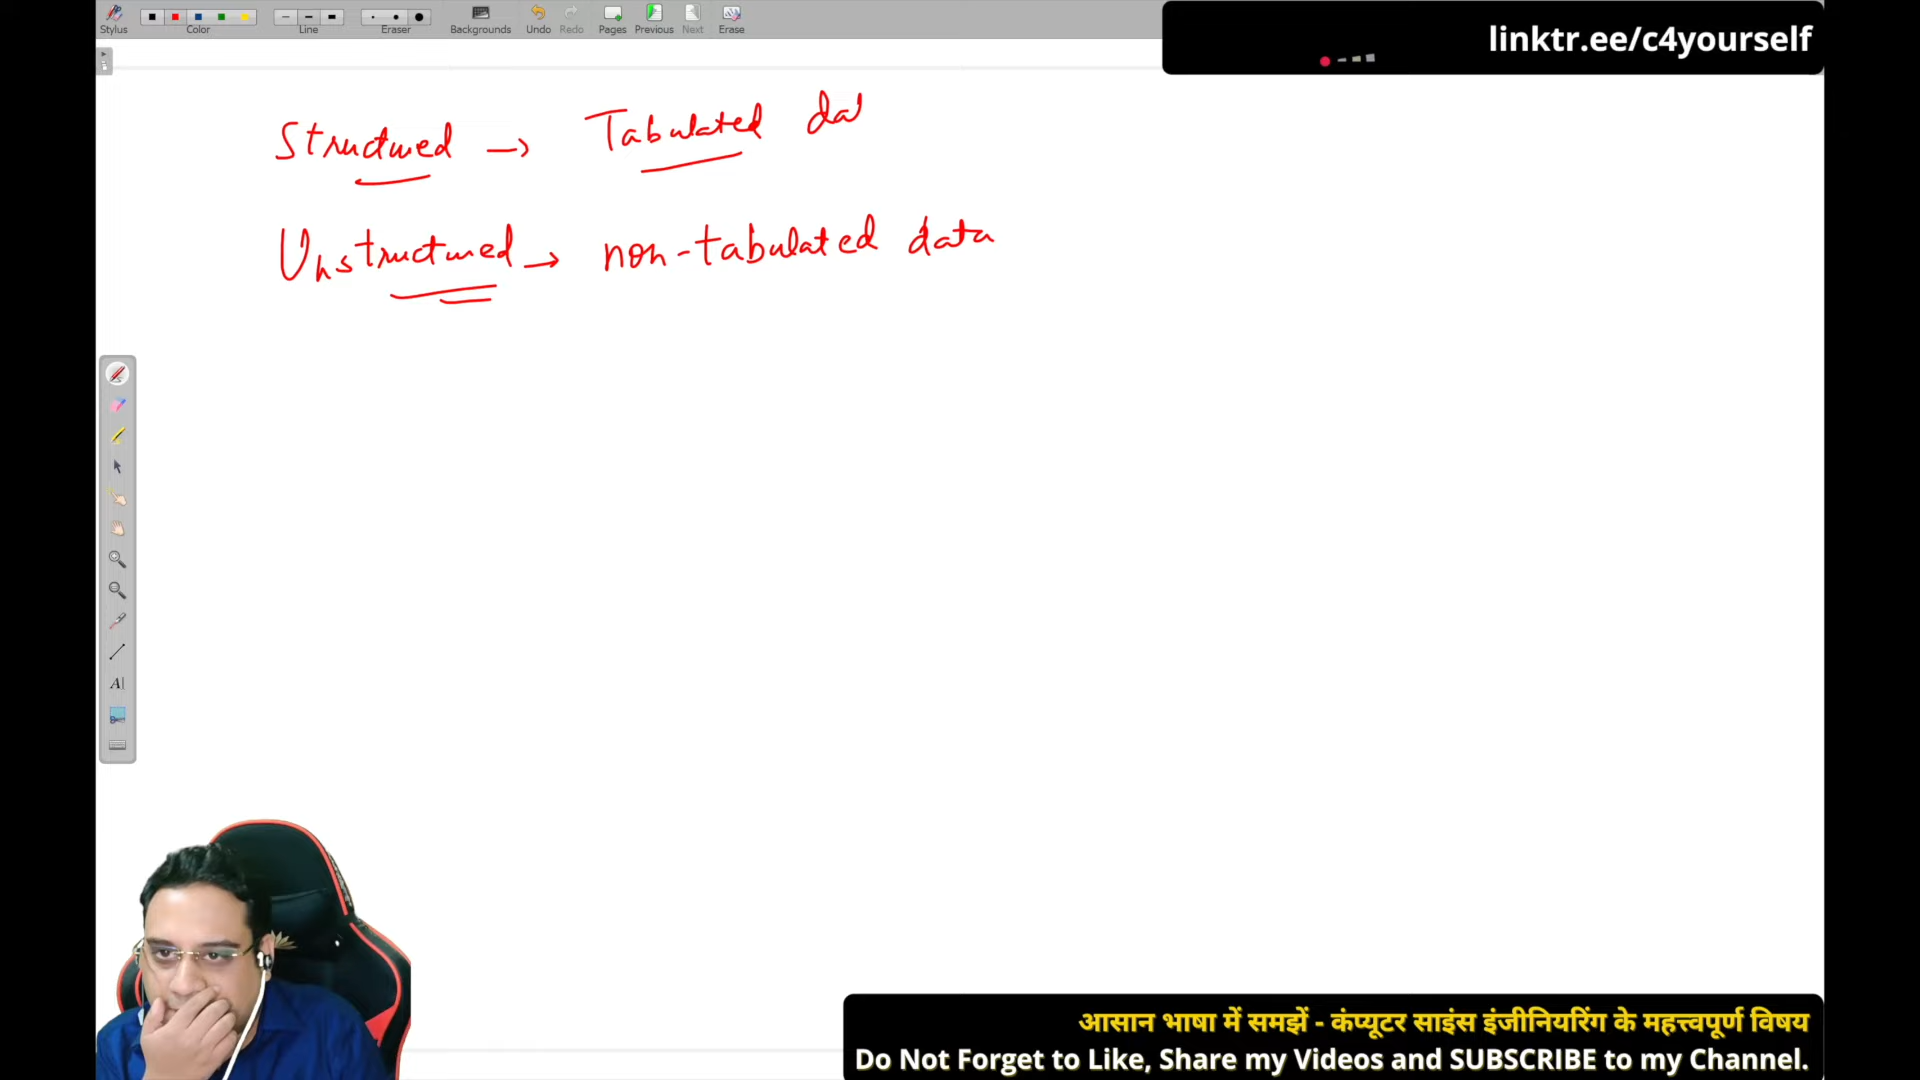 Stylus
Color
Line
Eraser
Backgrounds
Undo
Redo
Pages
Previous
Next
Erase
linktr.ee/c4yourself
Structured → Tabulated da
Unstructured → non-tabulated data
A|
आसान भाषा में समझें - कंप्यूटर साइंस इंजीनियरिंग के महत्त्वपूर्ण विषय
Do Not Forget to Like, Share my Videos and SUBSCRIBE to my Channel.